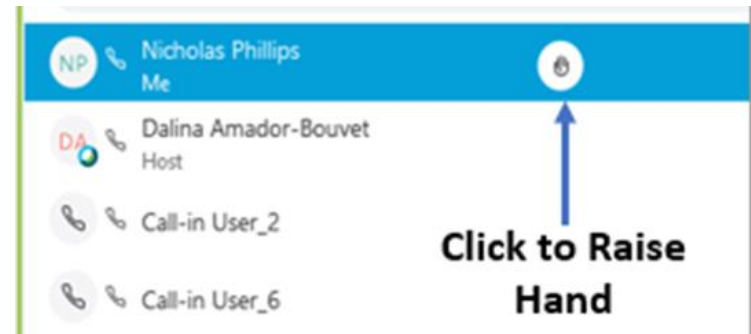 NP Nicholas Phillips
Me
DA Dalina Amador-Bouvet
Host
Call-in User_2
Call-in User_6
Click to Raise
Hand